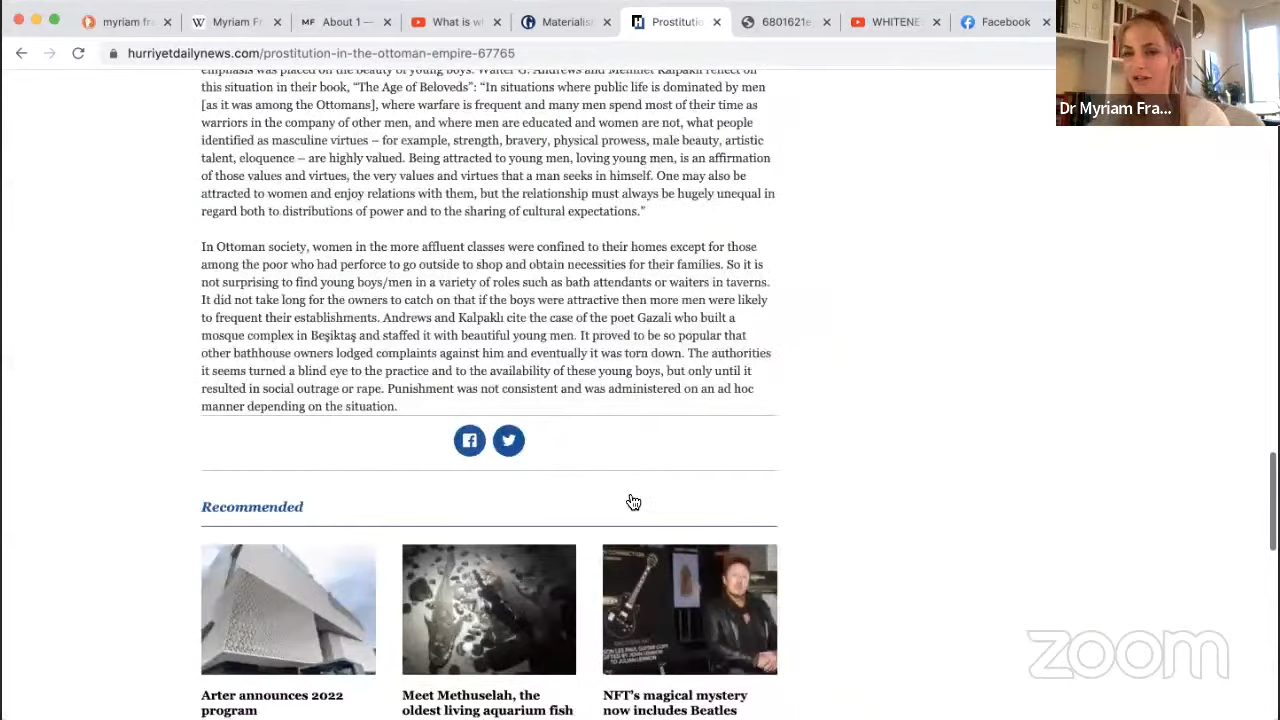 myriam fra
Myriam Fr
MF About 1 —
What is w
Materialis
Prostitutio
6801621e
WHITENE
Facebook
hurriyetdailynews.com/prostitution-in-the-ottoman-empire-67765
Dr Myriam Fra...
emphasis was placed on the beauty of young boys. Walter G. Andrews and Mehmet Kalpaklı reflect on
this situation in their book, “The Age of Beloveds”: “In situations where public life is dominated by men
[as it was among the Ottomans], where warfare is frequent and many men spend most of their time as
warriors in the company of other men, and where men are educated and women are not, what people
identified as masculine virtues – for example, strength, bravery, physical prowess, male beauty, artistic
talent, eloquence – are highly valued. Being attracted to young men, loving young men, is an affirmation
of those values and virtues, the very values and virtues that a man seeks in himself. One may also be
attracted to women and enjoy relations with them, but the relationship must always be hugely unequal in
regard both to distributions of power and to the sharing of cultural expectations.”
In Ottoman society, women in the more affluent classes were confined to their homes except for those
among the poor who had perforce to go outside to shop and obtain necessities for their families. So it is
not surprising to find young boys/men in a variety of roles such as bath attendants or waiters in taverns.
It did not take long for the owners to catch on that if the boys were attractive then more men were likely
to frequent their establishments. Andrews and Kalpaklı cite the case of the poet Gazali who built a
mosque complex in Beşiktaş and staffed it with beautiful young men. It proved to be so popular that
other bathhouse owners lodged complaints against him and eventually it was torn down. The authorities
it seems turned a blind eye to the practice and to the availability of these young boys, but only until it
resulted in social outrage or rape. Punishment was not consistent and was administered on an ad hoc
manner depending on the situation.
Recommended
Arter announces 2022
program
Meet Methuselah, the
oldest living aquarium fish
NFT’s magical mystery
now includes Beatles
zoom